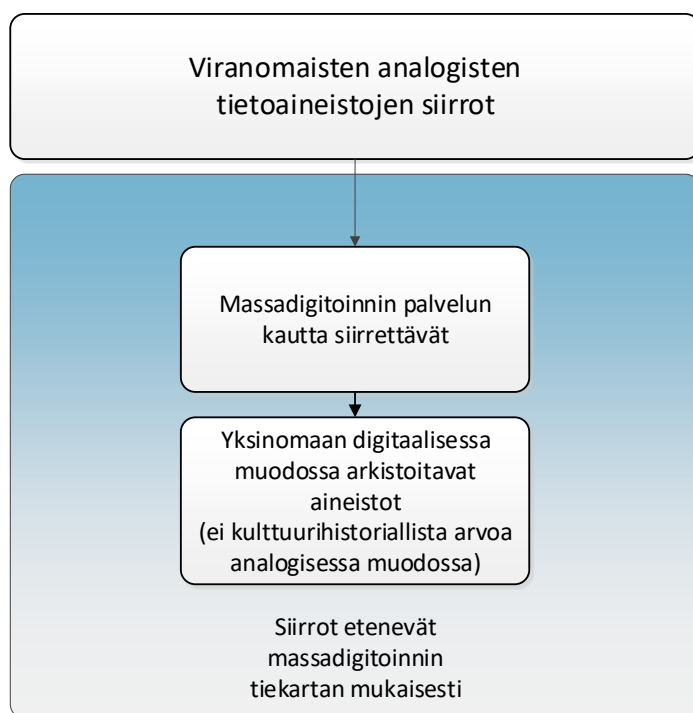 Viranomaisten analogisten
tietoaineistojen siirrot
Massadigitoinnin palvelun
kautta siirrettävät
Yksinomaan digitaalisessa
muodossa arkistoitavat
aineistot
(ei kulttuurihistoriallista arvoa
analogisessa muodossa)
Siirrot etenevät
massadigitoinnin
tiekartan mukaisesti